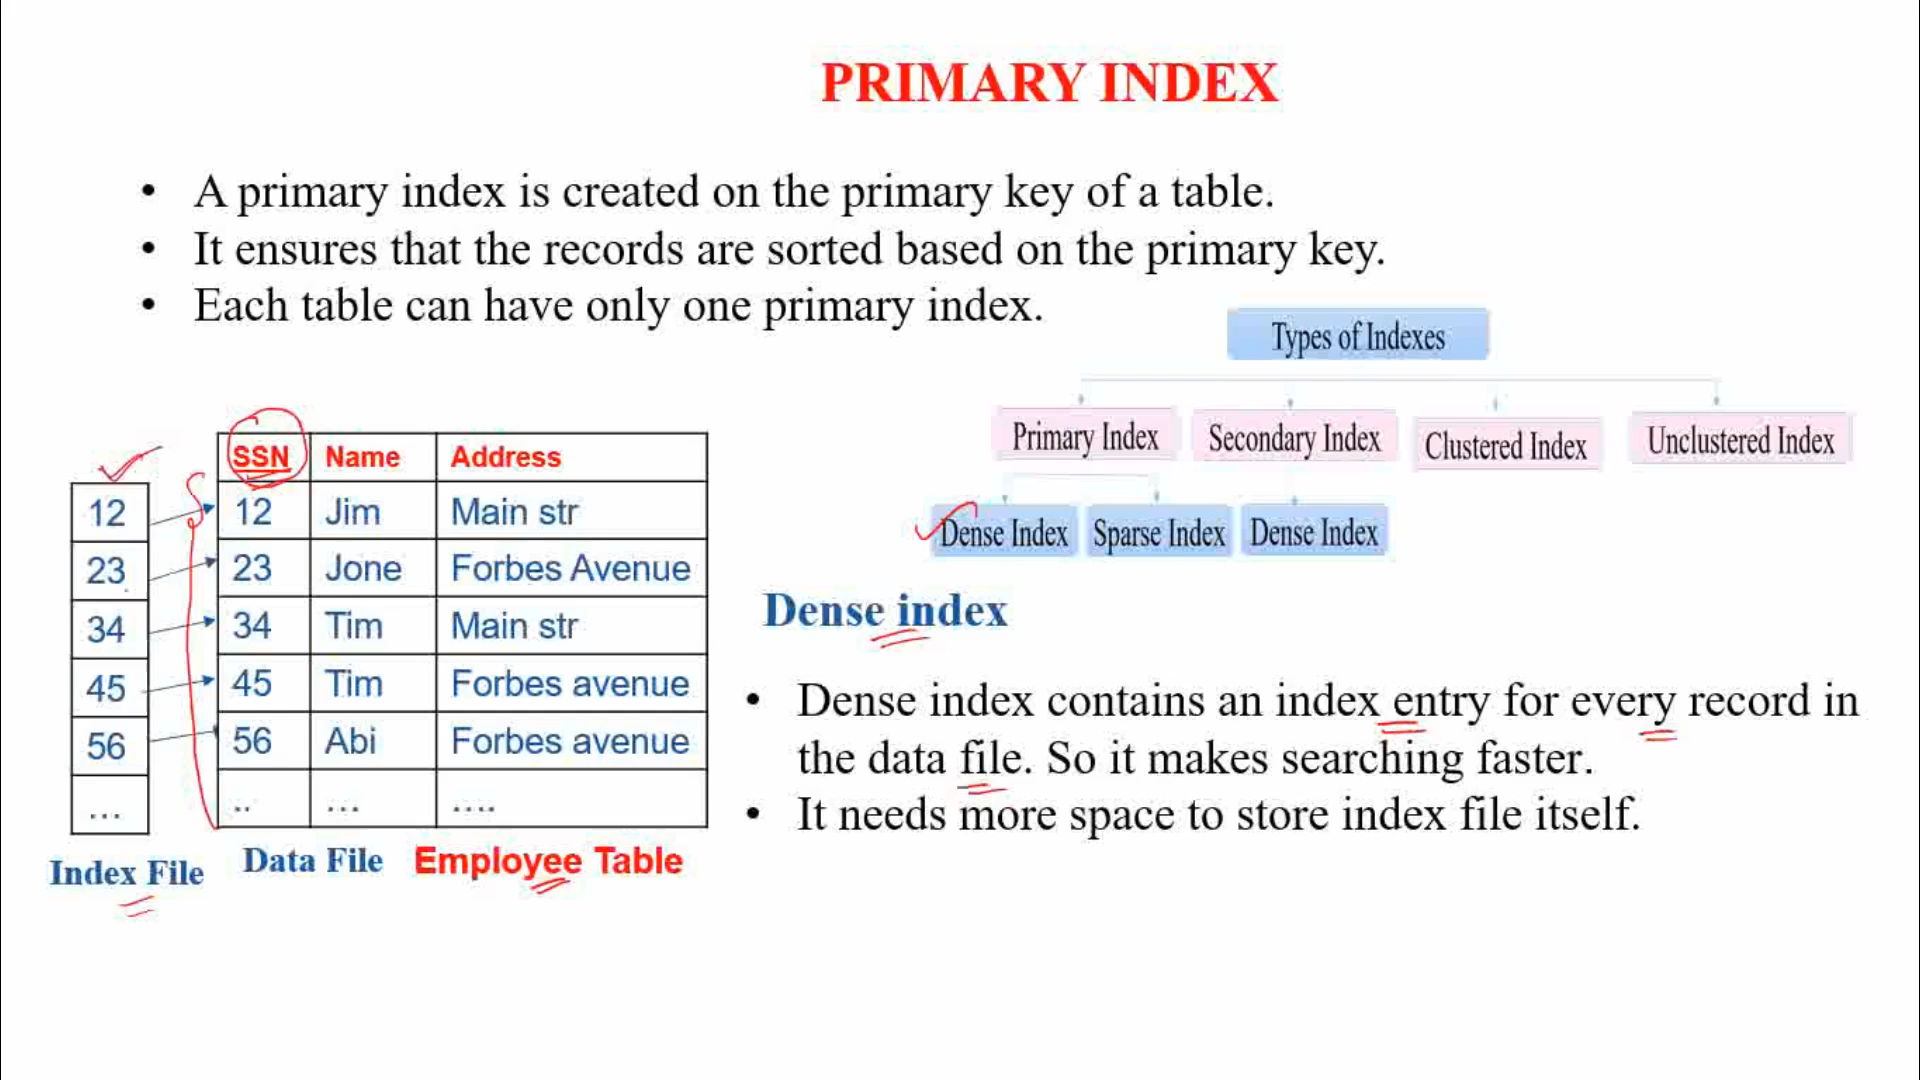 PRIMARY INDEX
• A primary index is created on the primary key of a table.
• It ensures that the records are sorted based on the primary key.
• Each table can have only one primary index.
Types of Indexes
Primary Index Secondary Index Clustered Index Unclustered Index
Dense Index Sparse Index Dense Index
SSN Name Address
12 12 Jim Main str
23 23 Jone Forbes Avenue
34 34 Tim Main str
45 45 Tim Forbes avenue
56 56 Abi Forbes avenue
... .. ... ....
Index File Data File Employee Table
Dense index
• Dense index contains an index entry for every record in
the data file. So it makes searching faster.
• It needs more space to store index file itself.